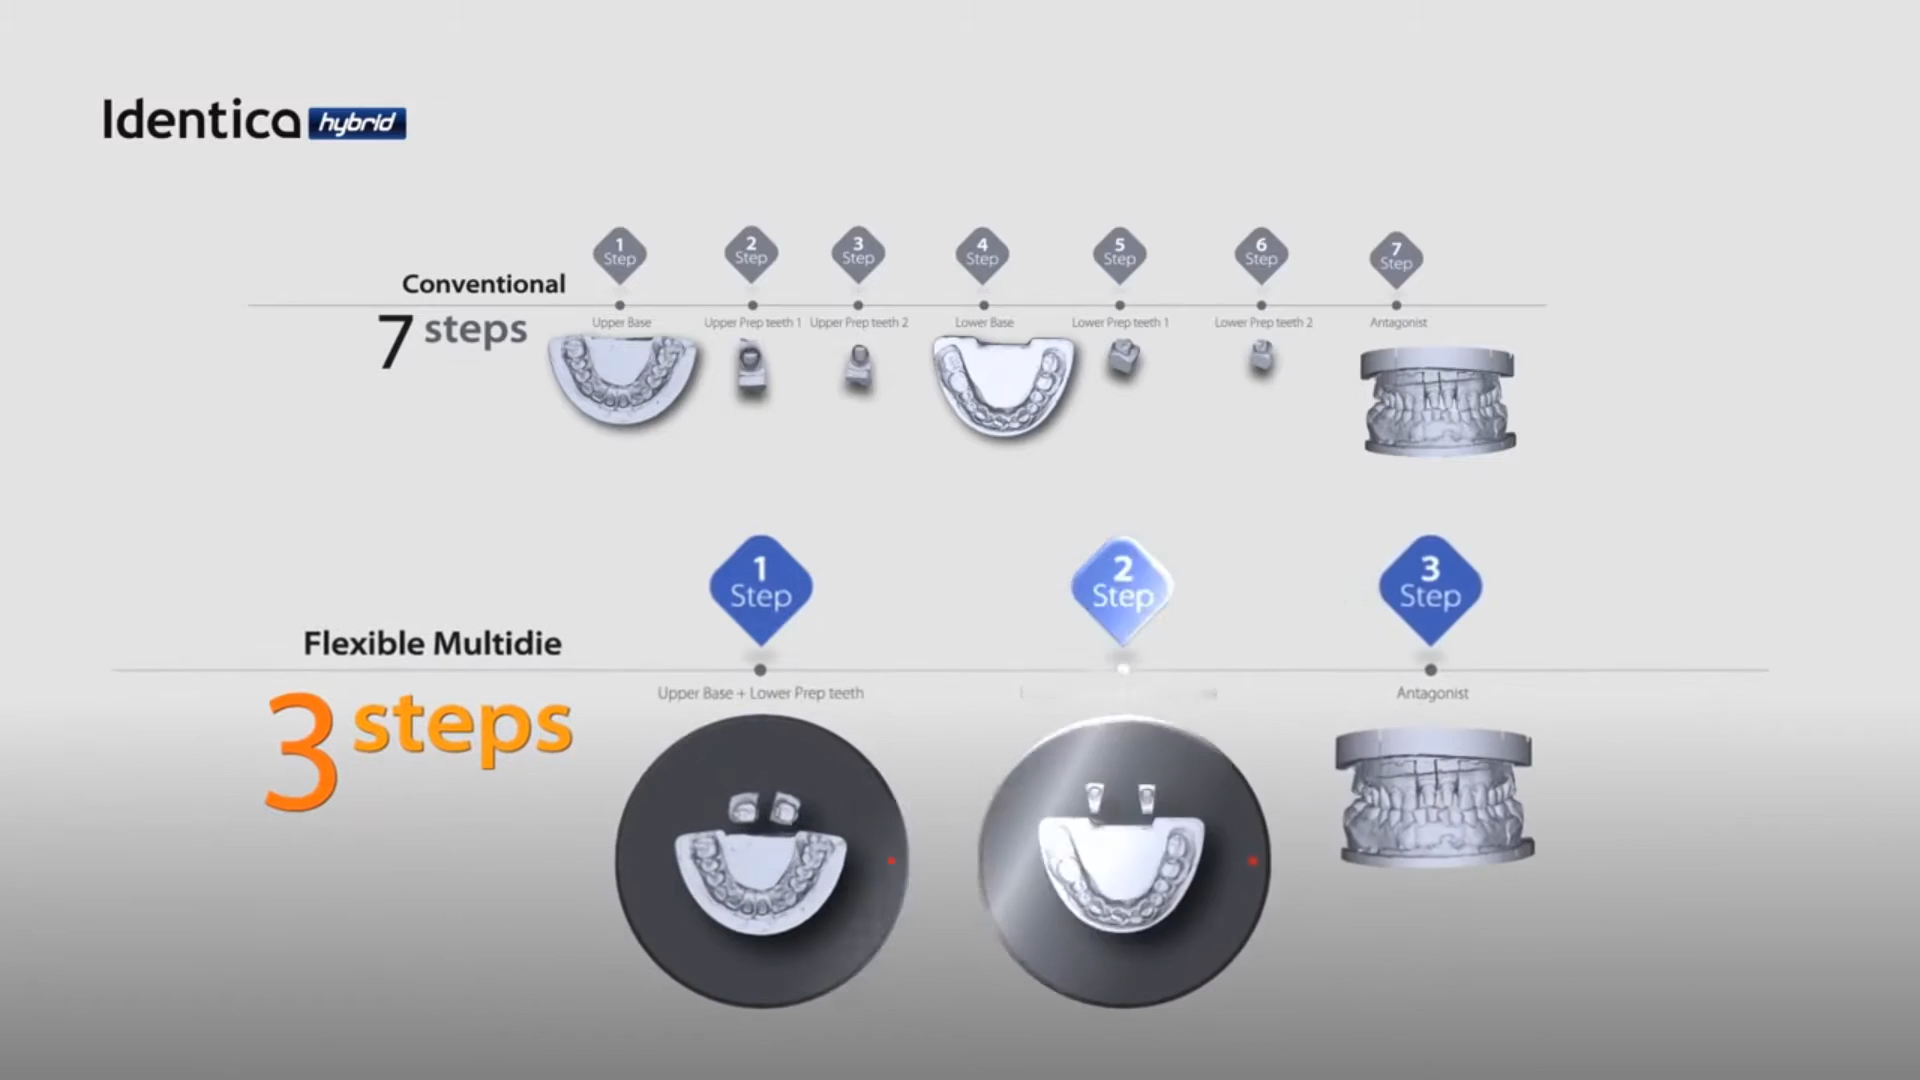 Identica hybrid
1 Step
2 Step
3 Step
4 Step
5 Step
6 Step
7 Step
Conventional
7 steps
Upper Base
Upper Prep teeth 1
Upper Prep teeth 2
Lower Base
Lower Prep teeth 1
Lower Prep teeth 2
Antagonist
1 Step
2 Step
3 Step
Flexible Multidie
3 steps
Upper Base + Lower Prep teeth
Antagonist